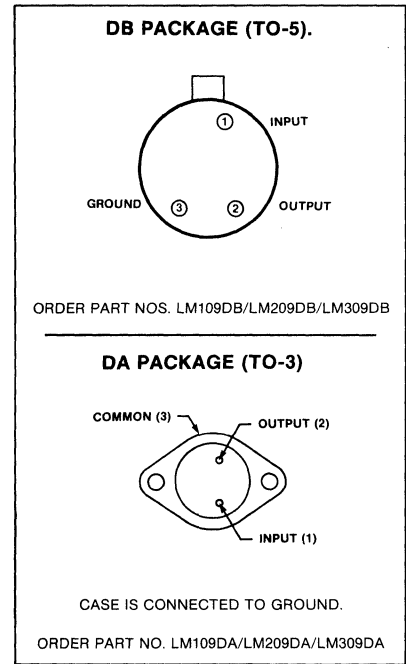 DB PACKAGE (TO-5).
1 INPUT
GROUND 3 2 OUTPUT
ORDER PART NOS. LM109DB/LM209DB/LM309DB
DA PACKAGE (TO-3)
COMMON (3)
OUTPUT (2)
INPUT (1)
CASE IS CONNECTED TO GROUND.
ORDER PART NO. LM109DA/LM209DA/LM309DA